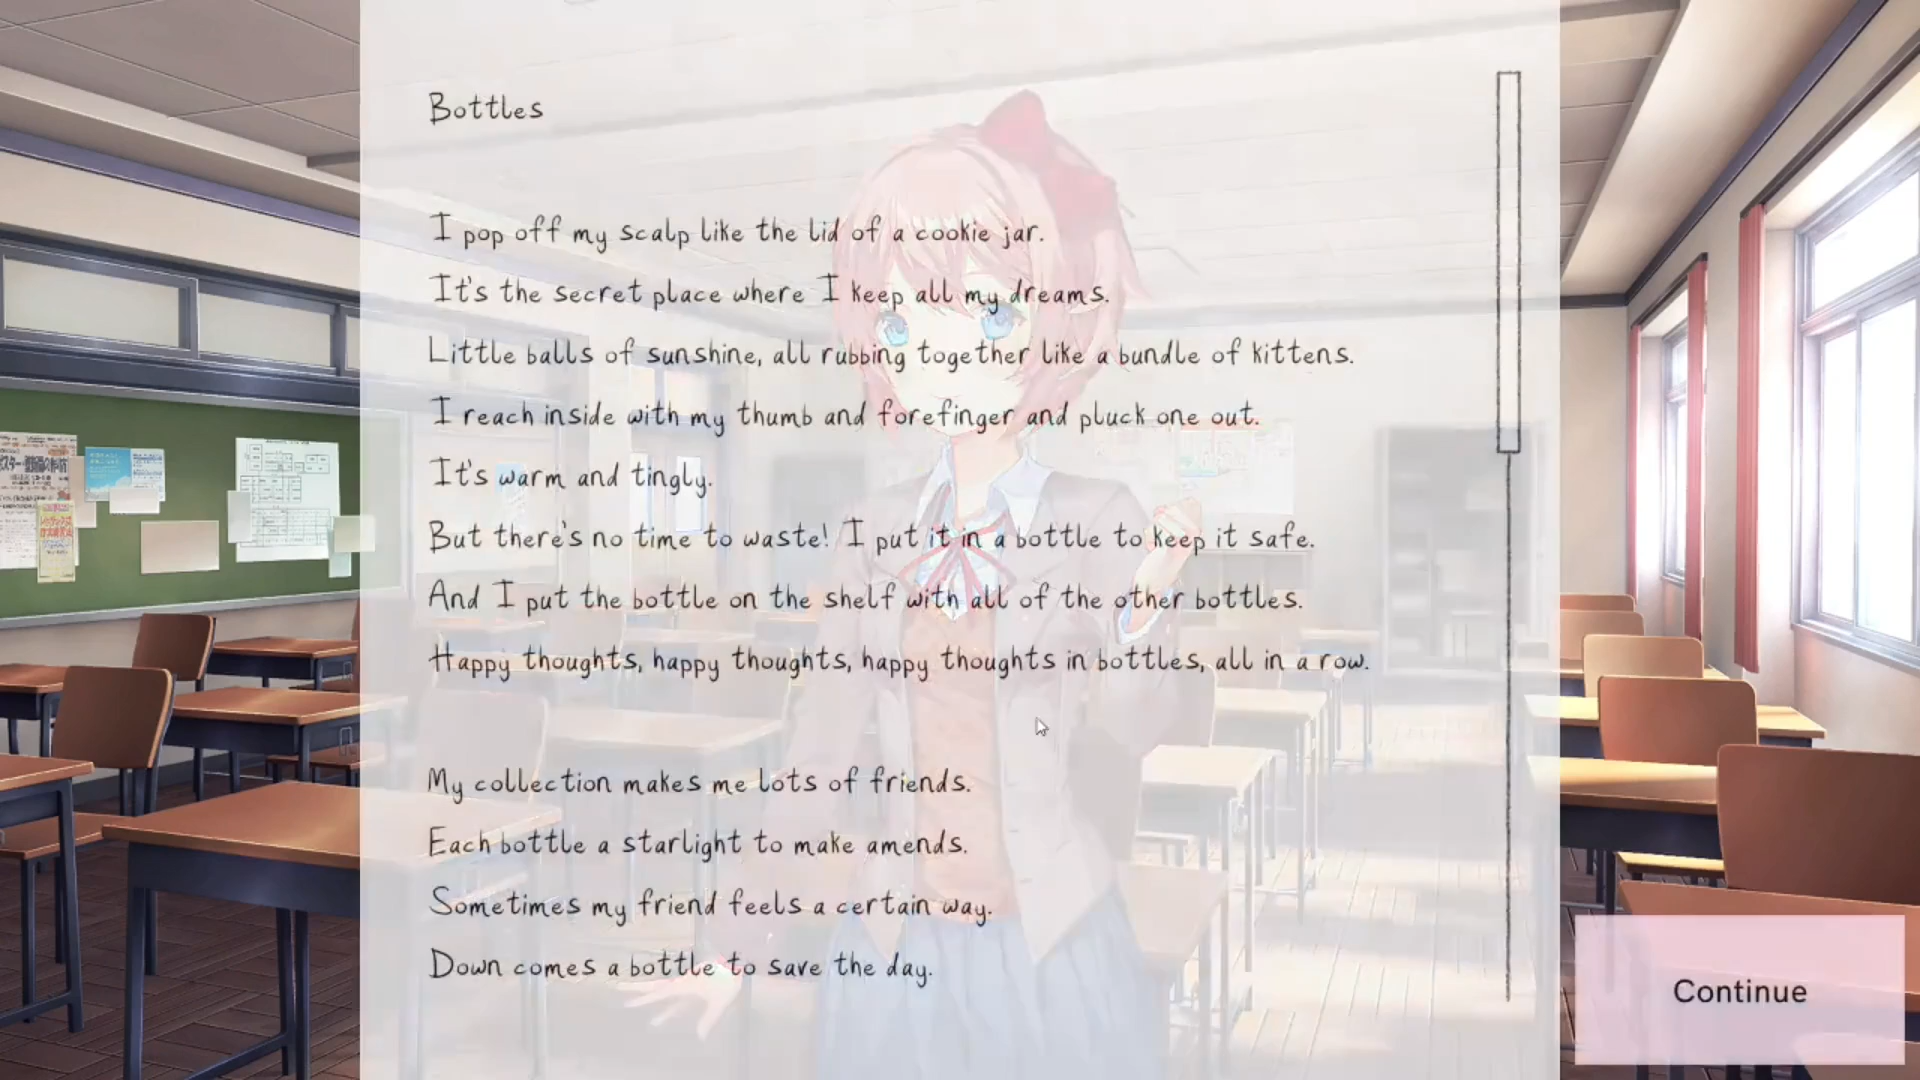 Bottles
I pop off my scalp like the lid of a cookie jar.
It's the secret place where I keep all my dreams.
Little balls of sunshine, all rubbing together like a bundle of kittens.
I reach inside with my thumb and forefinger and pluck one out.
It's warm and tingly.
But there's no time to waste! I put it in a bottle to keep it safe.
And I put the bottle on the shelf with all of the other bottles.
Happy thoughts, happy thoughts, happy thoughts in bottles, all in a row.
My collection makes me lots of friends.
Each bottle a starlight to make amends.
Sometimes my friend feels a certain way.
Down comes a bottle to save the day.
Continue